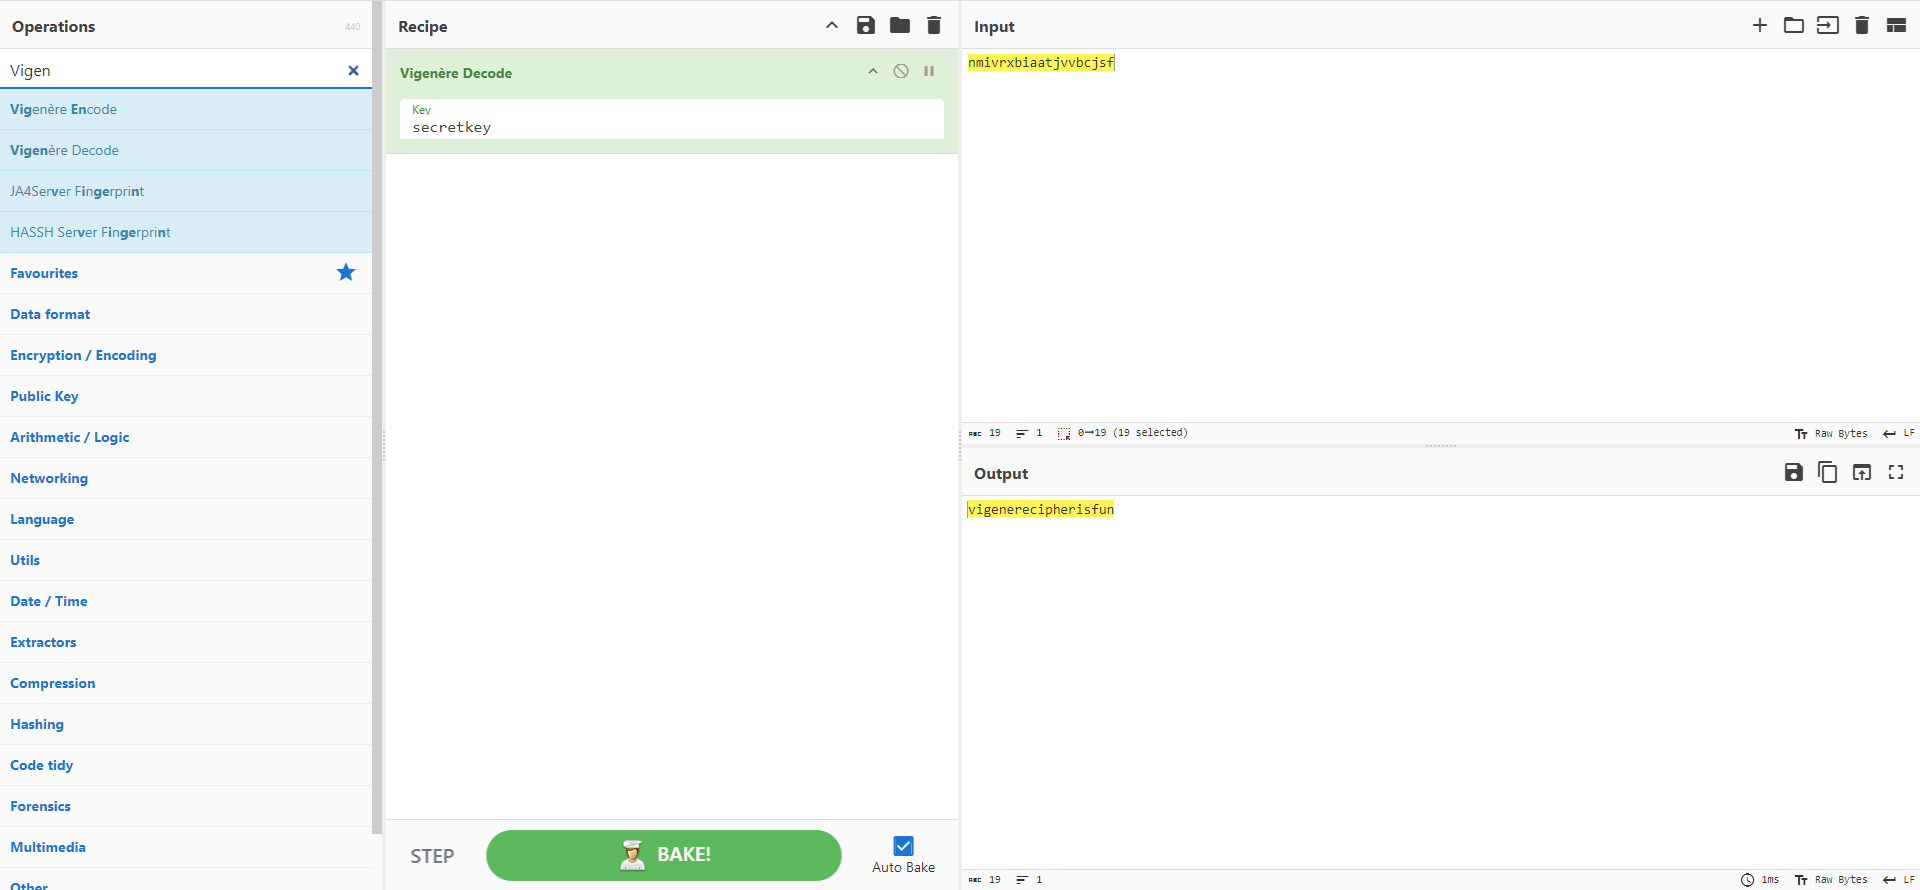 Operations
440
Vigen
Vigenère Encode
Vigenère Decode
JA4Server Fingerprint
HASSH Server Fingerprint
Favourites
Data format
Encryption / Encoding
Public Key
Arithmetic / Logic
Networking
Language
Utils
Date / Time
Extractors
Compression
Hashing
Code tidy
Forensics
Multimedia
Other
Recipe
Vigenère Decode
Key
secretkey
STEP
BAKE!
Auto Bake
Input
nmivrxbiaatjvvbcjsf
ABC 19 1 0→19 (19 selected) Raw Bytes LF
Output
vigenerecipherisfun
ABC 19 1 1ms Raw Bytes LF